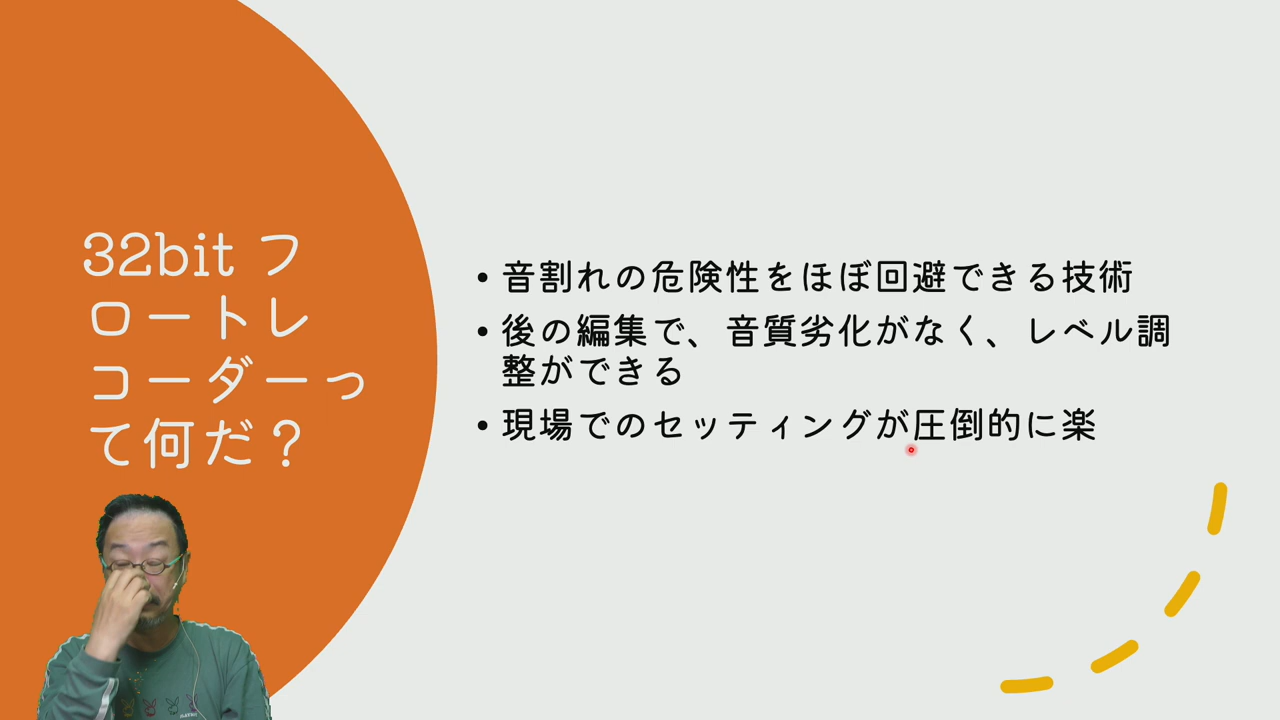 32bit フ
ロートレ
コーダーっ
て何だ？
• 音割れの危険性をほぼ回避できる技術
• 後の編集で、音質劣化がなく、レベル調
整ができる
• 現場でのセッティングが圧倒的に楽